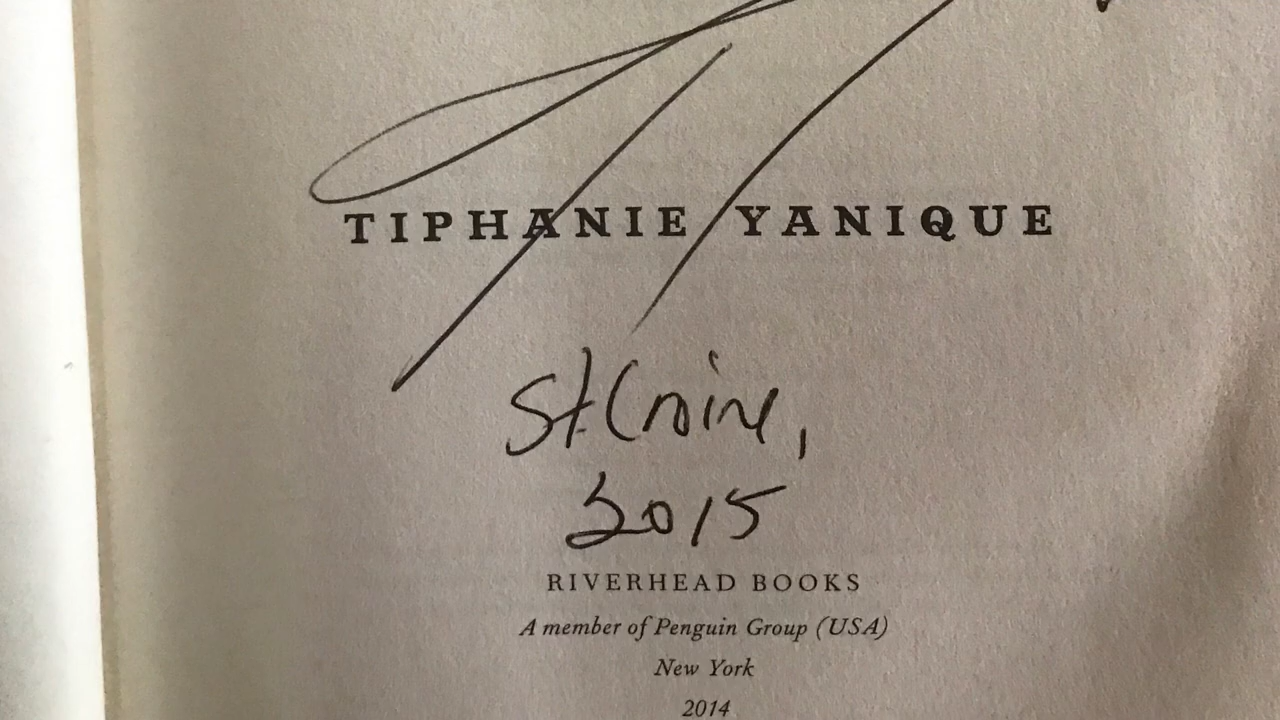 TIPHANIE YANIQUE
St Croix,
2015
RIVERHEAD BOOKS
A member of Penguin Group (USA)
New York
2014